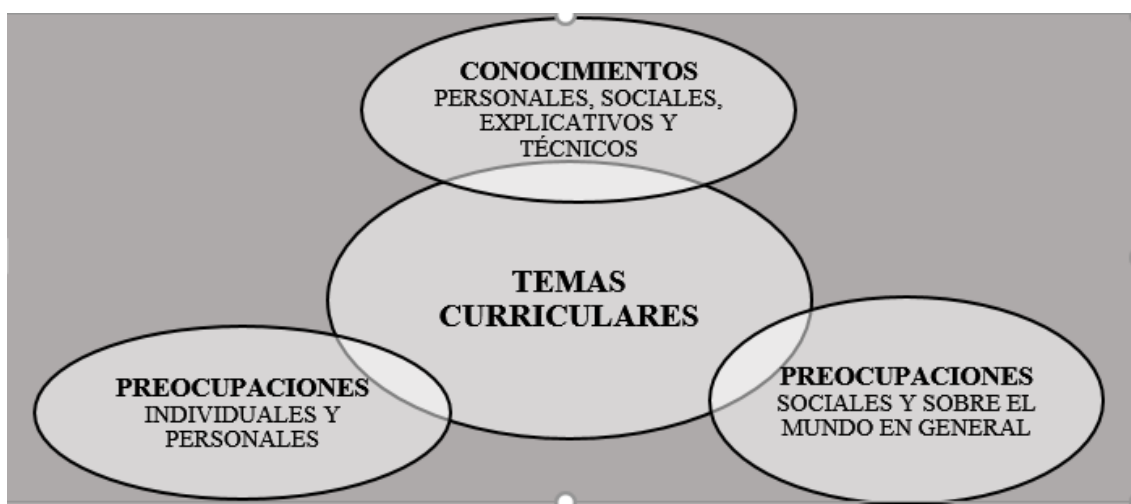 CONOCIMIENTOS
PERSONALES, SOCIALES,
EXPLICATIVOS Y
TÉCNICOS
TEMAS
CURRICULARES
PREOCUPACIONES
INDIVIDUALES Y
PERSONALES
PREOCUPACIONES
SOCIALES Y SOBRE EL
MUNDO EN GENERAL